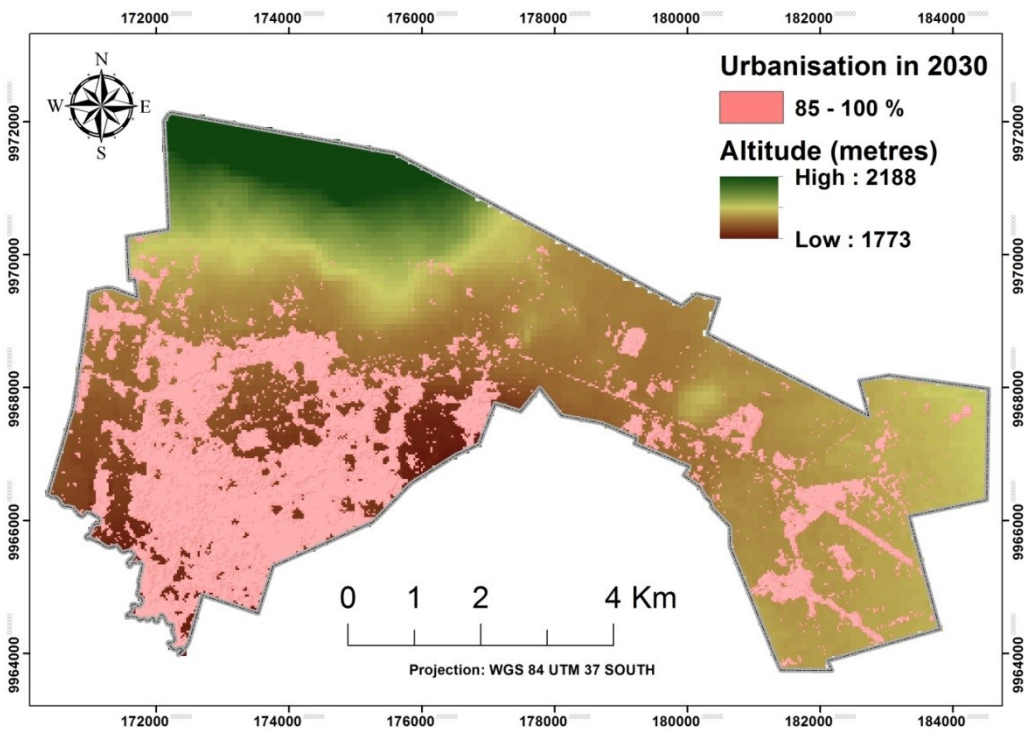 172000 174000 176000 178000 180000 182000 184000
N
W E
S
Urbanisation in 2030
85 - 100 %
Altitude (metres)
High : 2188
Low : 1773
9972000 9972000
9970000 9970000
9968000 9968000
9966000 9966000
9964000 9964000
0 1 2 4 Km
Projection: WGS 84 UTM 37 SOUTH
172000 174000 176000 178000 180000 182000 184000